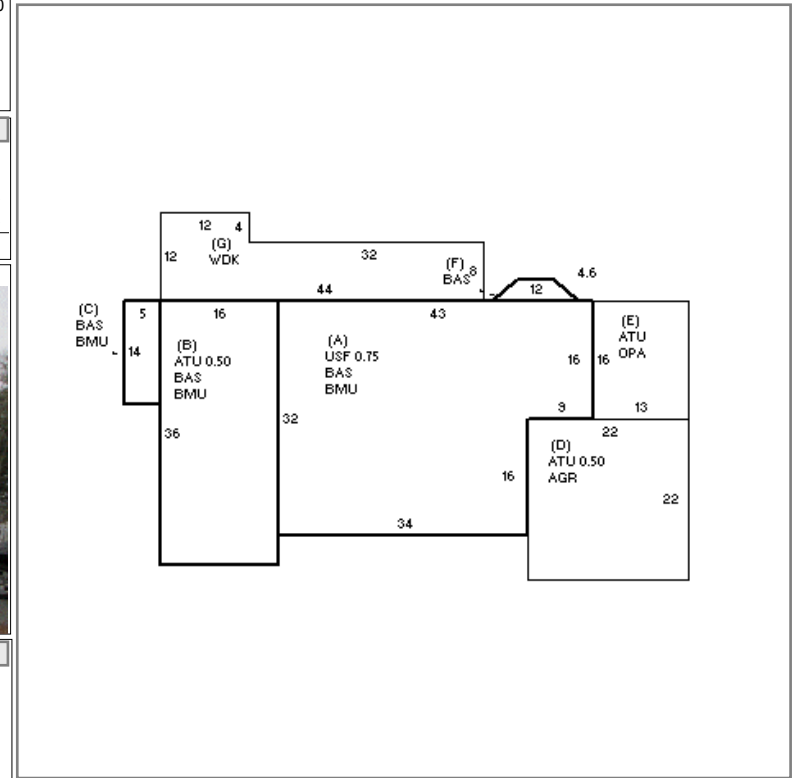 12 4
(G)
WDK
12
32
(F)
BAS
8
4.6
12
44
(C)
BAS
BMU
5
14
16
43
(B)
ATU 0.50
BAS
BMU
36
(A)
USF 0.75
BAS
BMU
32
16
16
(E)
ATU
OPA
9
13
22
(D)
ATU 0.50
AGR
16
22
34